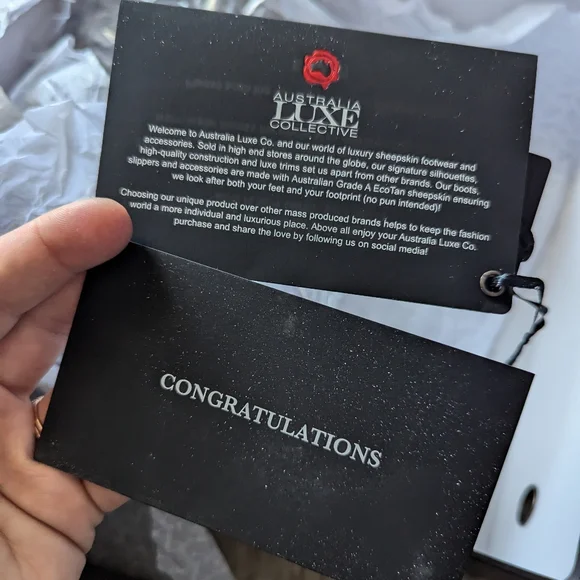 AUSTRALIA
LUXE
COLLECTIVE
Welcome to Australia Luxe Co. and our world of luxury sheepskin footwear and
accessories. Sold in high end stores around the globe, our signature silhouettes,
high-quality construction and luxe trims set us apart from other brands. Our boots,
slippers and accessories are made with Australian Grade A EcoTan sheepskin ensuring
we look after both your feet and your footprint (no pun intended)!
Choosing our unique product over other mass produced brands helps to keep the fashion
world a more individual and luxurious place. Above all enjoy your Australia Luxe Co.
purchase and share the love by following us on social media!
CONGRATULATIONS